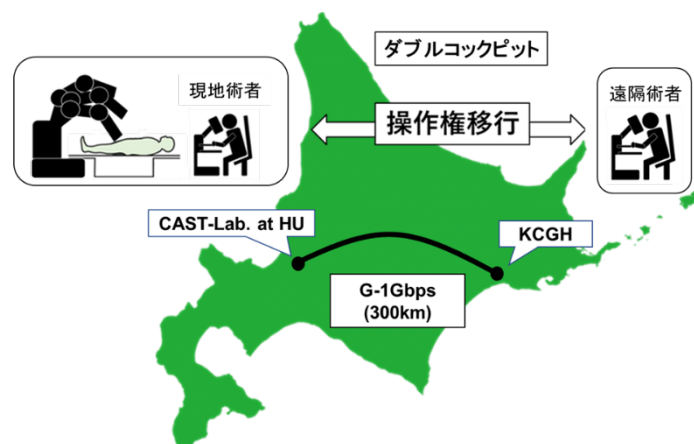 ダブルコックピット
現地術者
操作権移行
遠隔術者
CAST-Lab. at HU
KCGH
G-1Gbps
(300km)